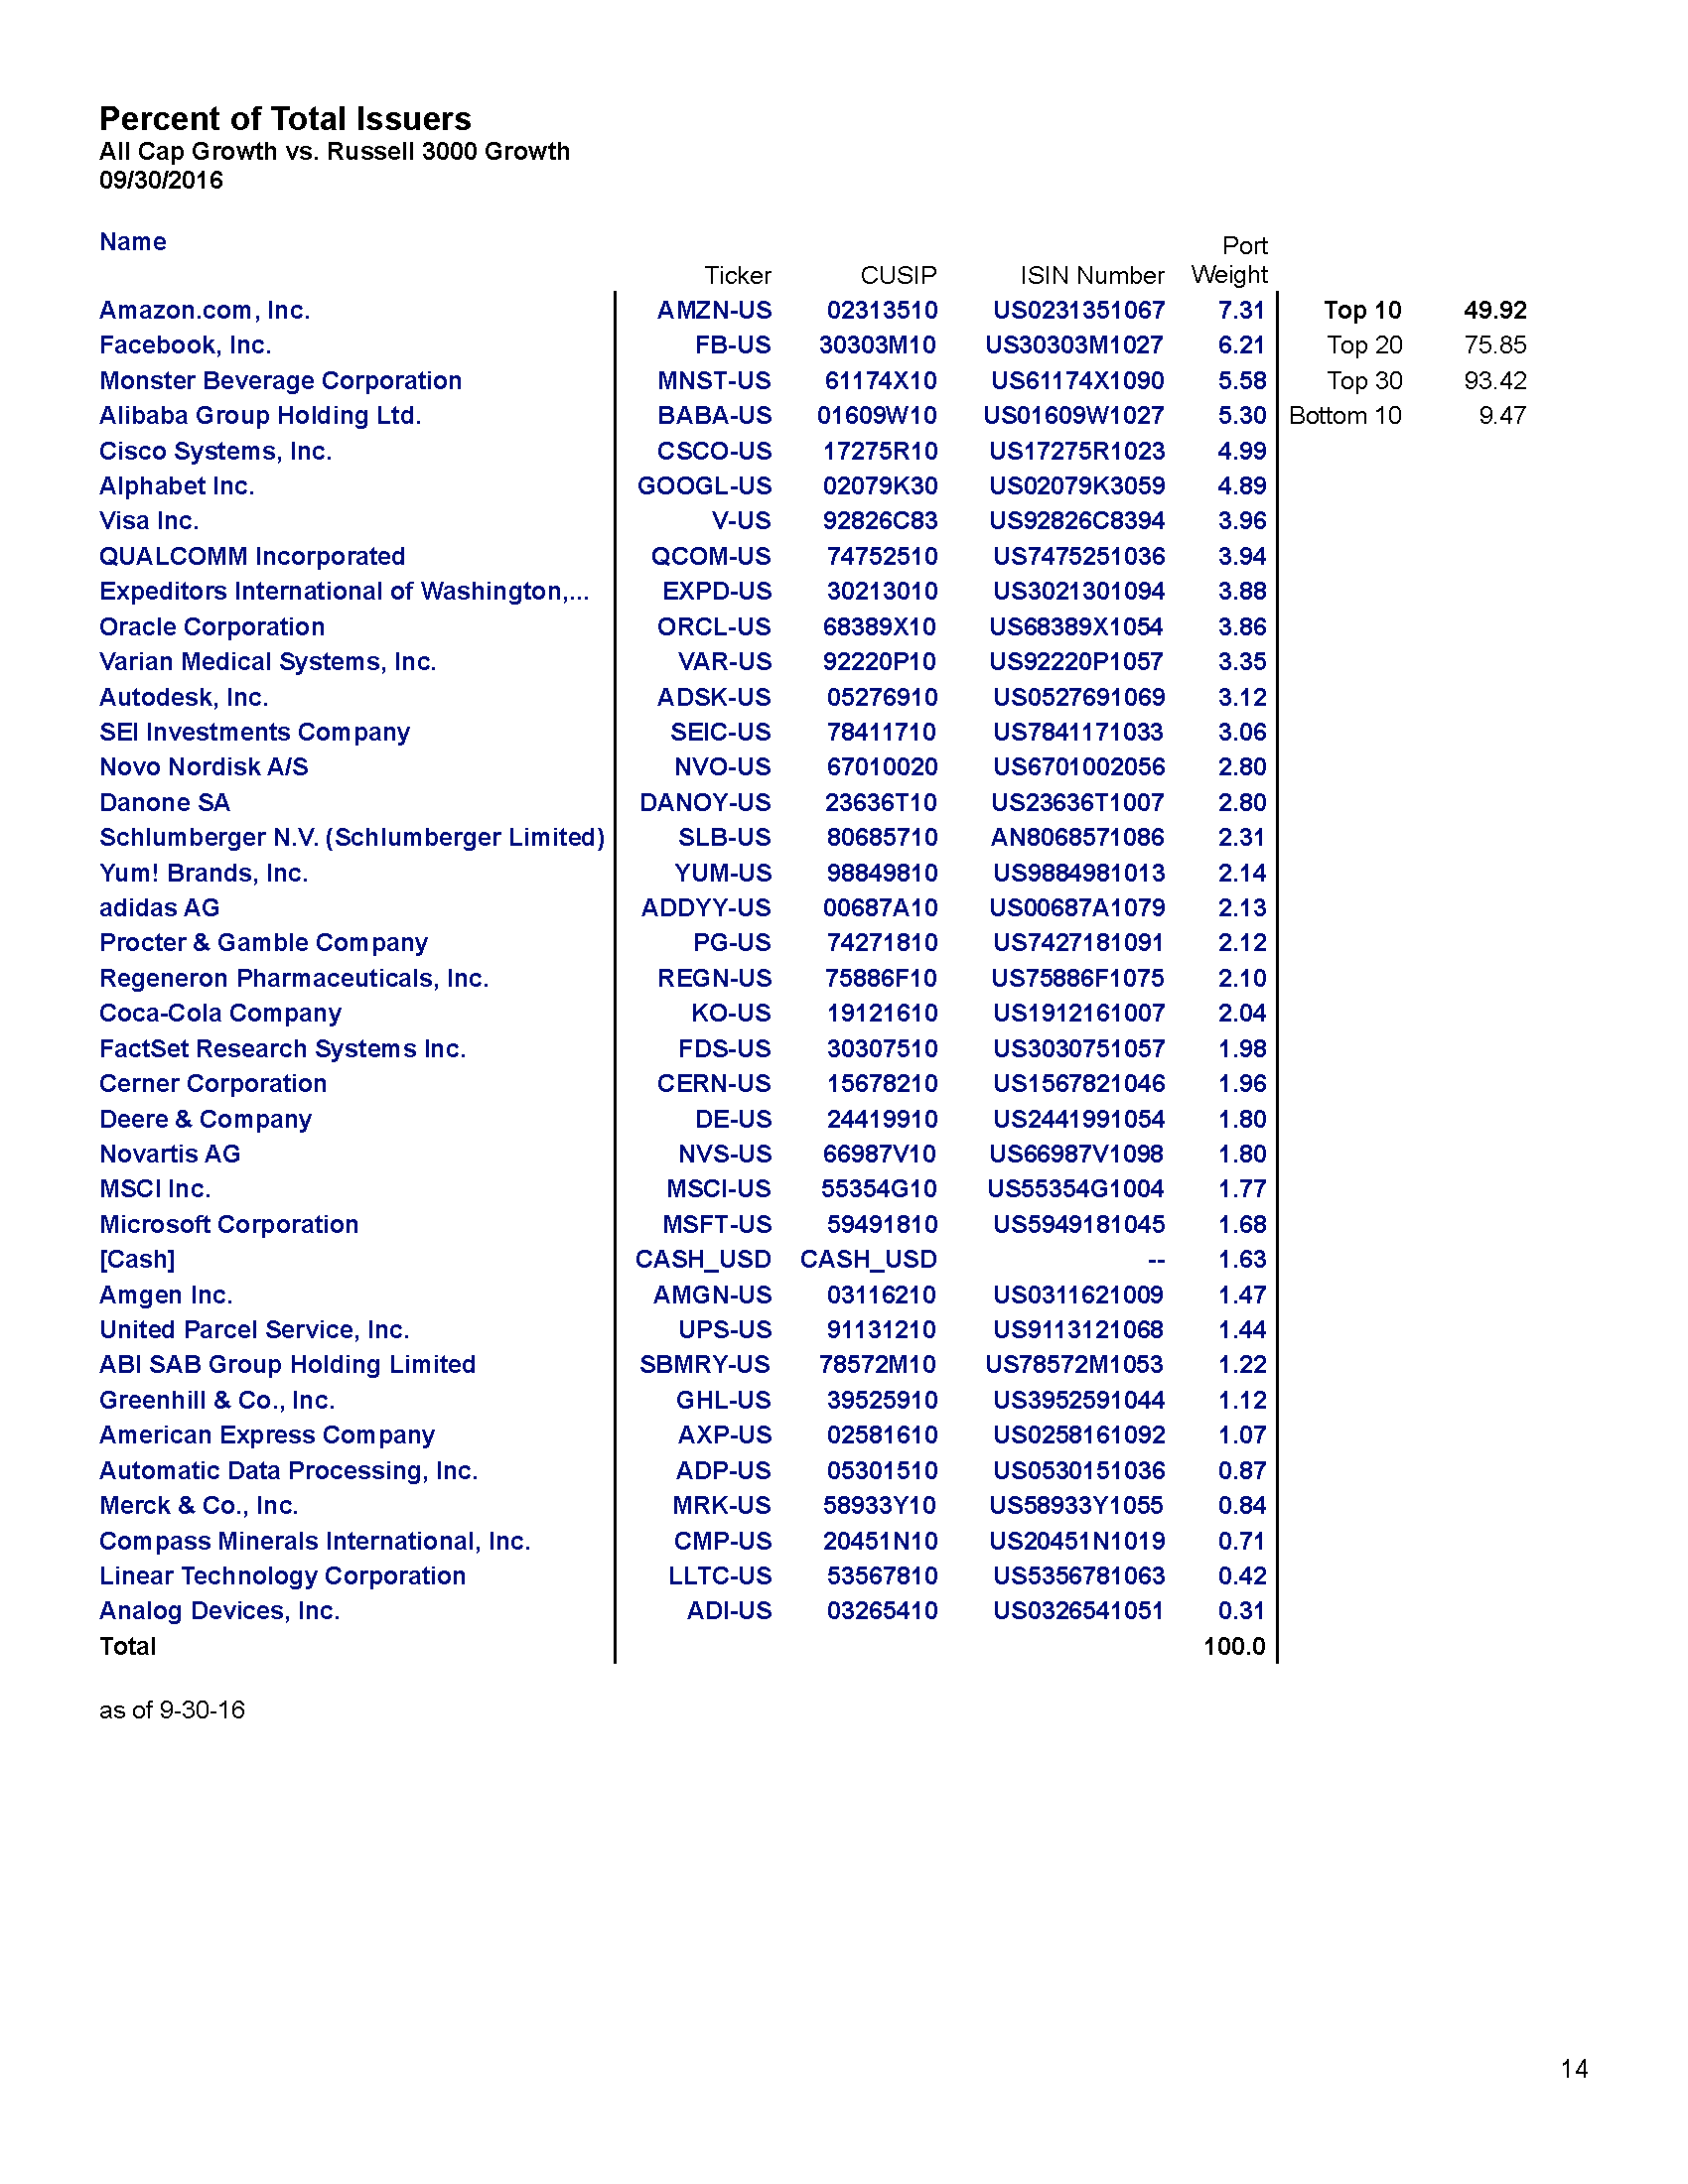 Percent of Total Issuers
All Cap Growth vs. Russell 3000 Growth
09/30/2016
Name Ticker CUSIP ISIN Number Port Weight
Amazon.com, Inc. AMZN-US 02313510 US0231351067 7.31 Top 10 49.92
Facebook, Inc. FB-US 30303M10 US30303M1027 6.21 Top 20 75.85
Monster Beverage Corporation MNST-US 61174X10 US61174X1090 5.58 Top 30 93.42
Alibaba Group Holding Ltd. BABA-US 01609W10 US01609W1027 5.30 Bottom 10 9.47
Cisco Systems, Inc. CSCO-US 17275R10 US17275R1023 4.99
Alphabet Inc. GOOGL-US 02079K30 US02079K3059 4.89
Visa Inc. V-US 92826C83 US92826C8394 3.96
QUALCOMM Incorporated QCOM-US 74752510 US7475251036 3.94
Expeditors International of Washington,... EXPD-US 30213010 US3021301094 3.88
Oracle Corporation ORCL-US 68389X10 US68389X1054 3.86
Varian Medical Systems, Inc. VAR-US 92220P10 US92220P1057 3.35
Autodesk, Inc. ADSK-US 05276910 US0527691069 3.12
SEI Investments Company SEIC-US 78411710 US7841171033 3.06
Novo Nordisk A/S NVO-US 67010020 US6701002056 2.80
Danone SA DANOY-US 23636T10 US23636T1007 2.80
Schlumberger N.V. (Schlumberger Limited) SLB-US 80685710 AN8068571086 2.31
Yum! Brands, Inc. YUM-US 98849810 US9884981013 2.14
adidas AG ADDYY-US 00687A10 US00687A1079 2.13
Procter & Gamble Company PG-US 74271810 US7427181091 2.12
Regeneron Pharmaceuticals, Inc. REGN-US 75886F10 US75886F1075 2.10
Coca-Cola Company KO-US 19121610 US1912161007 2.04
FactSet Research Systems Inc. FDS-US 30307510 US3030751057 1.98
Cerner Corporation CERN-US 15678210 US1567821046 1.96
Deere & Company DE-US 24419910 US2441991054 1.80
Novartis AG NVS-US 66987V10 US66987V1098 1.80
MSCI Inc. MSCI-US 55354G10 US55354G1004 1.77
Microsoft Corporation MSFT-US 59491810 US5949181045 1.68
[Cash] CASH_USD CASH_USD -- 1.63
Amgen Inc. AMGN-US 03116210 US0311621009 1.47
United Parcel Service, Inc. UPS-US 91131210 US9113121068 1.44
ABI SAB Group Holding Limited SBMRY-US 78572M10 US78572M1053 1.22
Greenhill & Co., Inc. GHL-US 39525910 US3952591044 1.12
American Express Company AXP-US 02581610 US0258161092 1.07
Automatic Data Processing, Inc. ADP-US 05301510 US0530151036 0.87
Merck & Co., Inc. MRK-US 58933Y10 US58933Y1055 0.84
Compass Minerals International, Inc. CMP-US 20451N10 US20451N1019 0.71
Linear Technology Corporation LLTC-US 53567810 US5356781063 0.42
Analog Devices, Inc. ADI-US 03265410 US0326541051 0.31
Total 100.0
as of 9-30-16
14